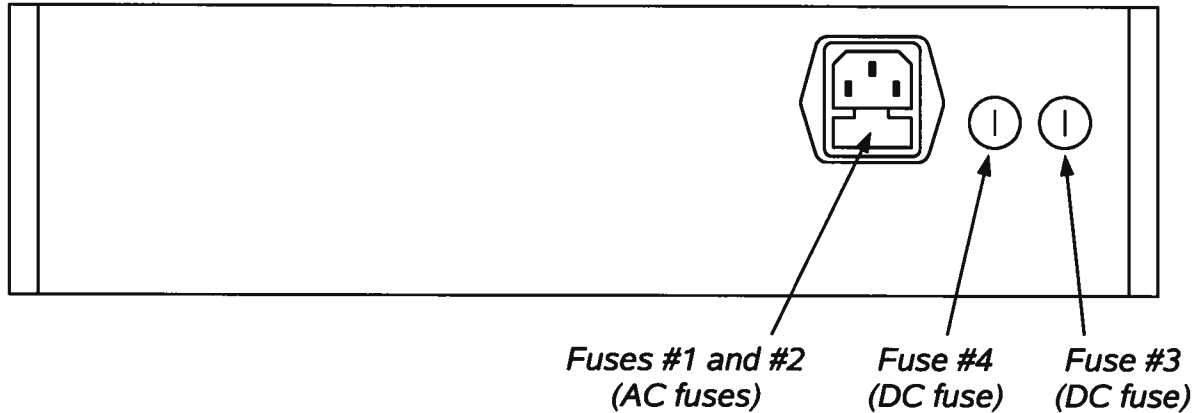 Fuses #1 and #2
(AC fuses)
Fuse #4
(DC fuse)
Fuse #3
(DC fuse)